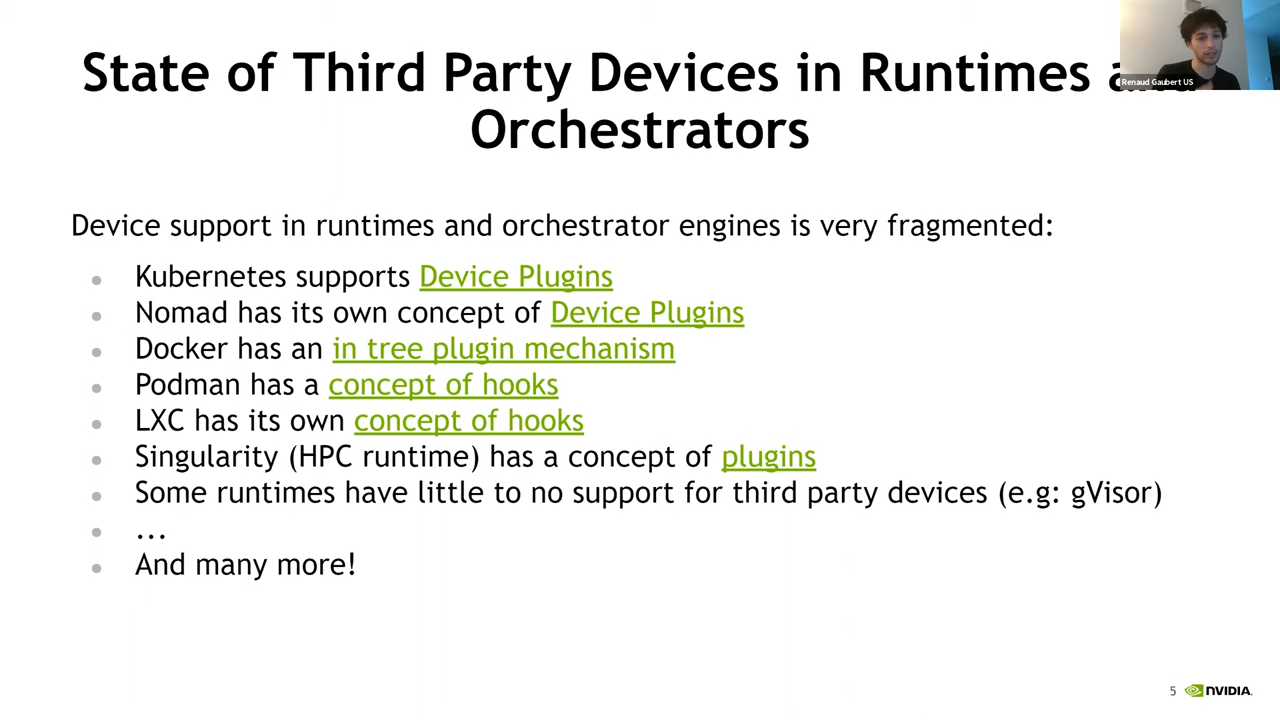 State of Third Party Devices in Runtimes and
Orchestrators
Renaud Gaubert US
Device support in runtimes and orchestrator engines is very fragmented:
Kubernetes supports Device Plugins
Nomad has its own concept of Device Plugins
Docker has an in tree plugin mechanism
Podman has a concept of hooks
LXC has its own concept of hooks
Singularity (HPC runtime) has a concept of plugins
Some runtimes have little to no support for third party devices (e.g: gVisor)
...
And many more!
5 NVIDIA.